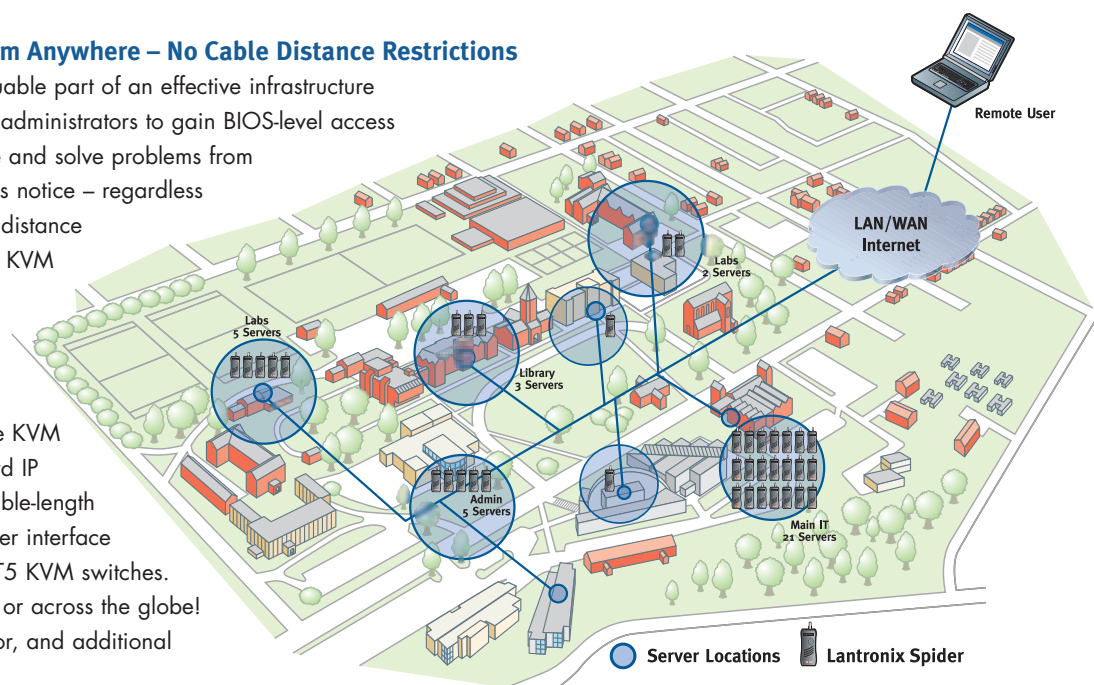 m Anywhere – No Cable Distance Restrictions
uable part of an effective infrastructure
administrators to gain BIOS-level access
e and solve problems from
s notice – regardless
distance
KVM
e KVM
d IP
ble-length
er interface
T5 KVM switches.
or across the globe!
or, and additional
Remote User
LAN/WAN
Internet
Labs
2 Servers
Labs
5 Servers
Library
3 Servers
Admin
5 Servers
Main IT
21 Servers
Server Locations
Lantronix Spider